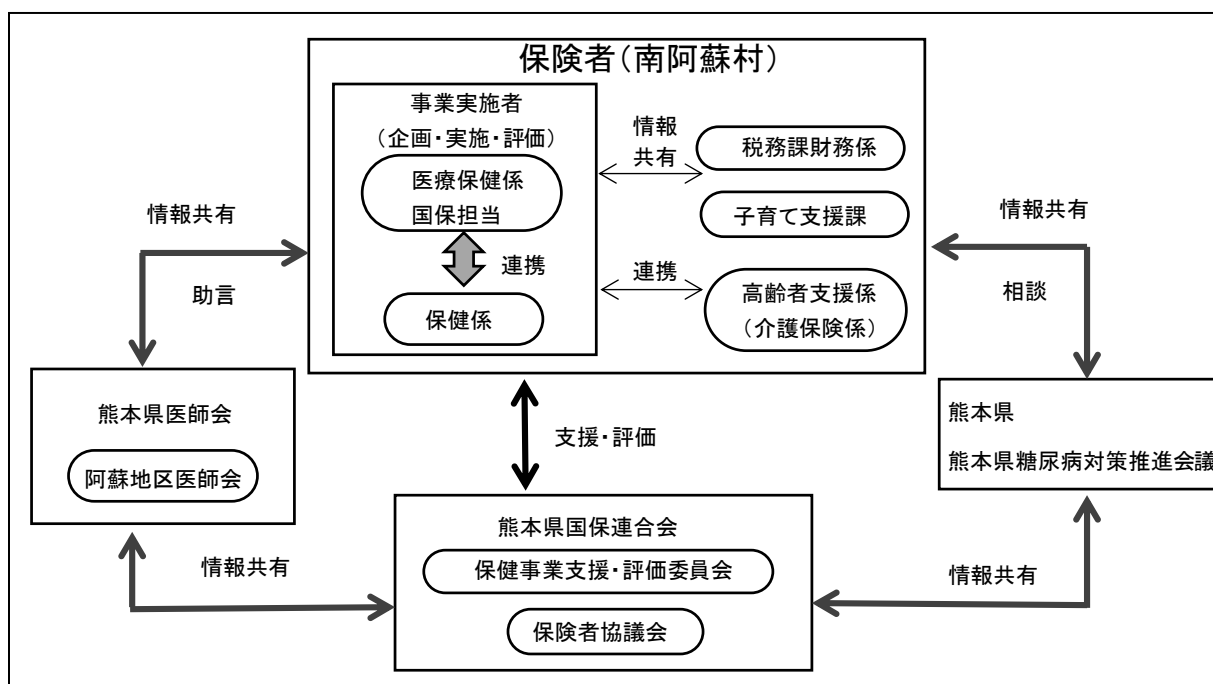 保険者(南阿蘇村)
事業実施者
(企画・実施・評価)
医療保健係
国保担当
連携
保健係
情報
共有
税務課財務係
子育て支援課
連携
高齢者支援係
(介護保険係)
情報共有
助言
情報共有
相談
熊本県医師会
阿蘇地区医師会
支援・評価
熊本県
熊本県糖尿病対策推進会議
熊本県国保連合会
保健事業支援・評価委員会
保険者協議会
情報共有
情報共有